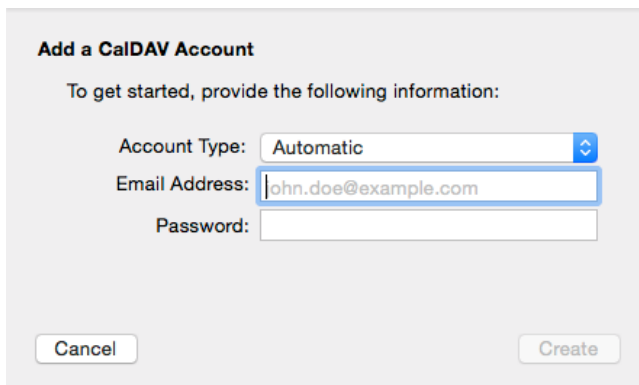 Add a CalDAV Account
To get started, provide the following information:
Account Type: Automatic
Email Address: john.doe@example.com
Password:
Cancel Create